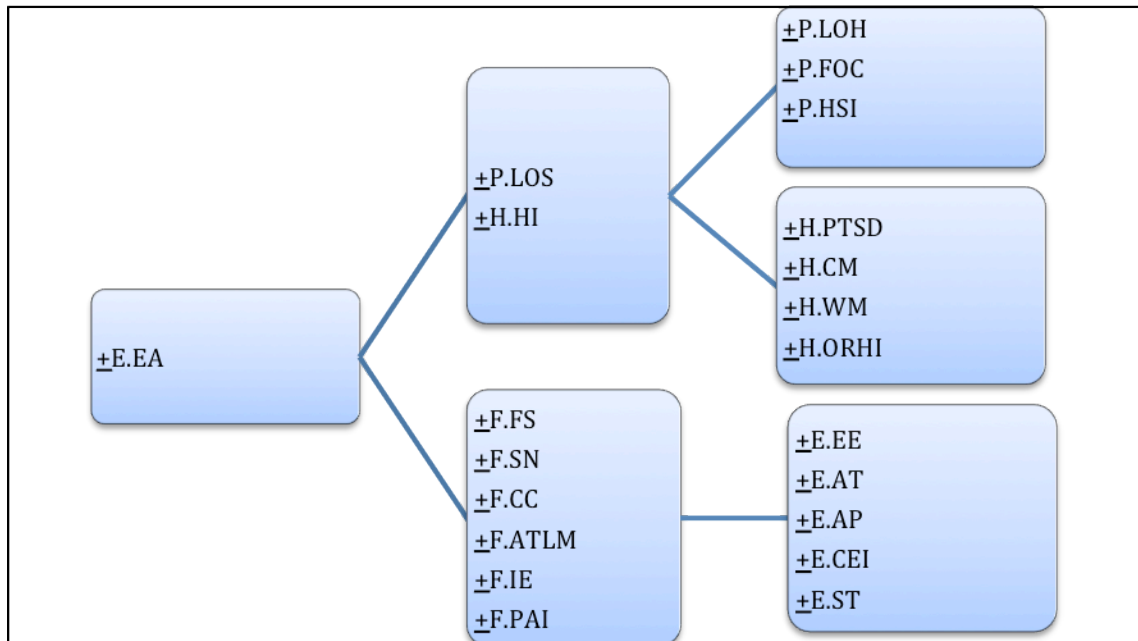 +E.EA
+P.LOS
+H.HI
+P.LOH
+P.FOC
+P.HSI
+H.PTSD
+H.CM
+H.WM
+H.ORHI
+F.FS
+F.SN
+F.CC
+F.ATLM
+F.IE
+F.PAI
+E.EE
+E.AT
+E.AP
+E.CEI
+E.ST